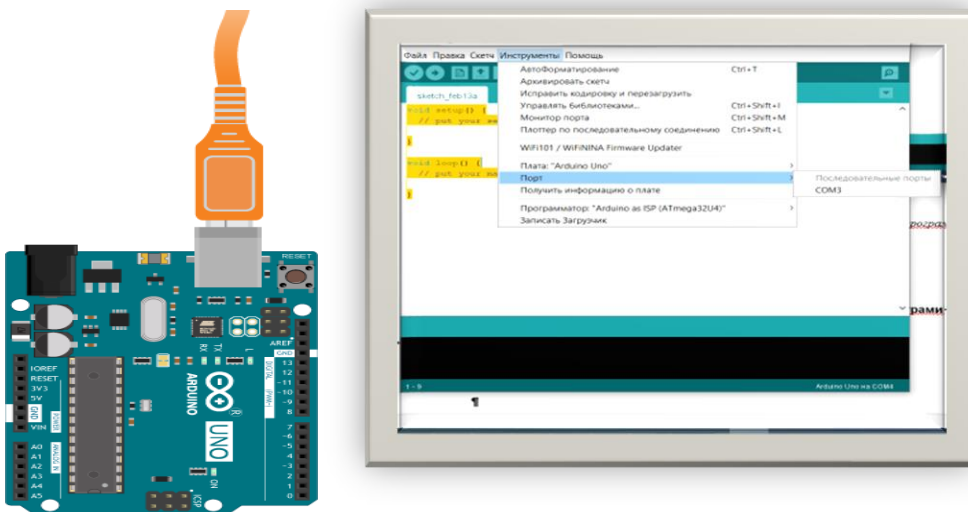 RESET
AREF
GND
13
12
~11
~10
~9
8
7
~6
~5
4
~3
2
1
0
DIGITAL (PWM~)
IOREF
RESET
3V3
5V
GND
VIN
POWER
A0
A1
A2
A3
A4
A5
ANALOG IN
RX
TX
L
ARDUINO
UNO
ON
ICSP
Файл Правка Скетч Инструменты Помощь
sketch_feb13a
void setup() {
// put your
}
void loop() {
// put your
}
АвтоФорматирование Ctrl+T
Архивировать скетч
Исправить кодировку и перезагрузить
Управлять библиотеками... Ctrl+Shift+I
Монитор порта Ctrl+Shift+M
Плоттер по последовательному соединению Ctrl+Shift+L
WiFi101 / WiFiNINA Firmware Updater
Плата: "Arduino Uno"
Порт
Получить информацию о плате
Программатор: "Arduino as ISP (ATmega32U4)"
Записать Загрузчик
Последовательные порты
COM3
рами-
1 - 9
Arduino Uno на COM4
¶